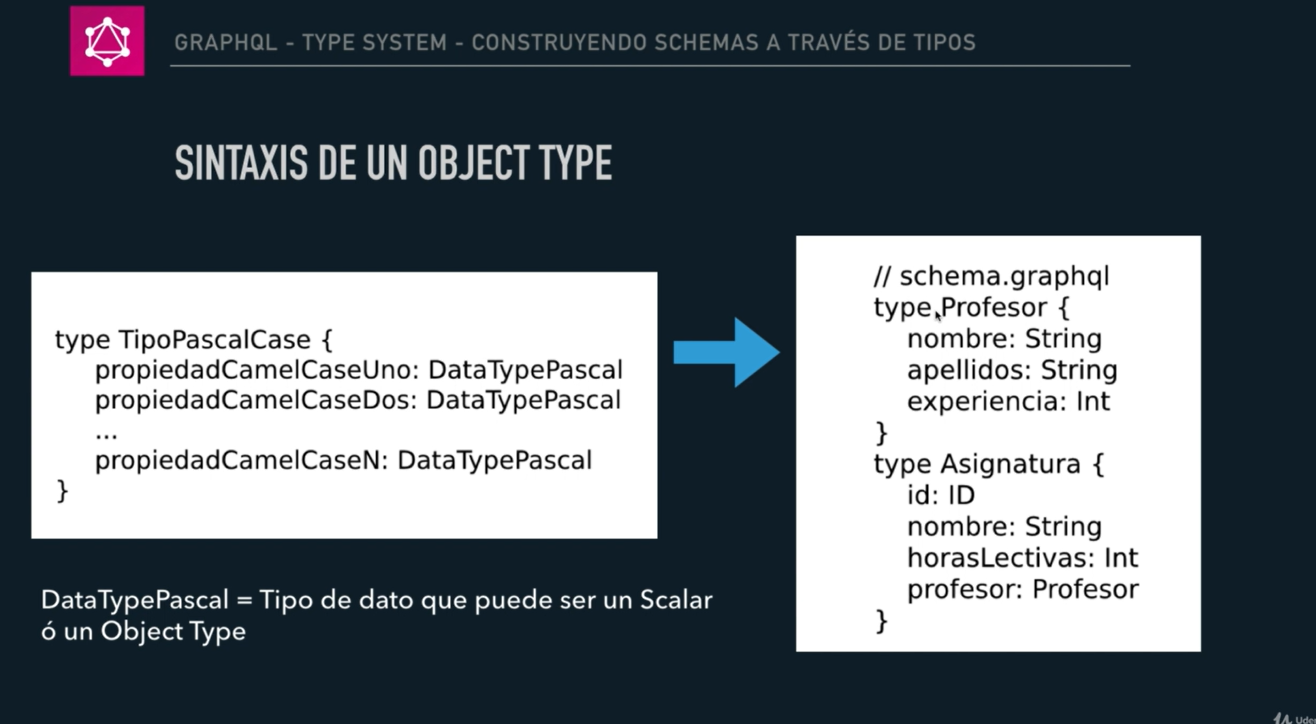 GRAPHQL - TYPE SYSTEM - CONSTRUYENDO SCHEMAS A TRAVÉS DE TIPOS
SINTAXIS DE UN OBJECT TYPE
type TipoPascalCase {
propiedadCamelCaseUno: DataTypePascal
propiedadCamelCaseDos: DataTypePascal
...
propiedadCamelCaseN: DataTypePascal
}
DataTypePascal = Tipo de dato que puede ser un Scalar
ó un Object Type
// schema.graphql
type Profesor {
nombre: String
apellidos: String
experiencia: Int
}
type Asignatura {
id: ID
nombre: String
horasLectivas: Int
profesor: Profesor
}